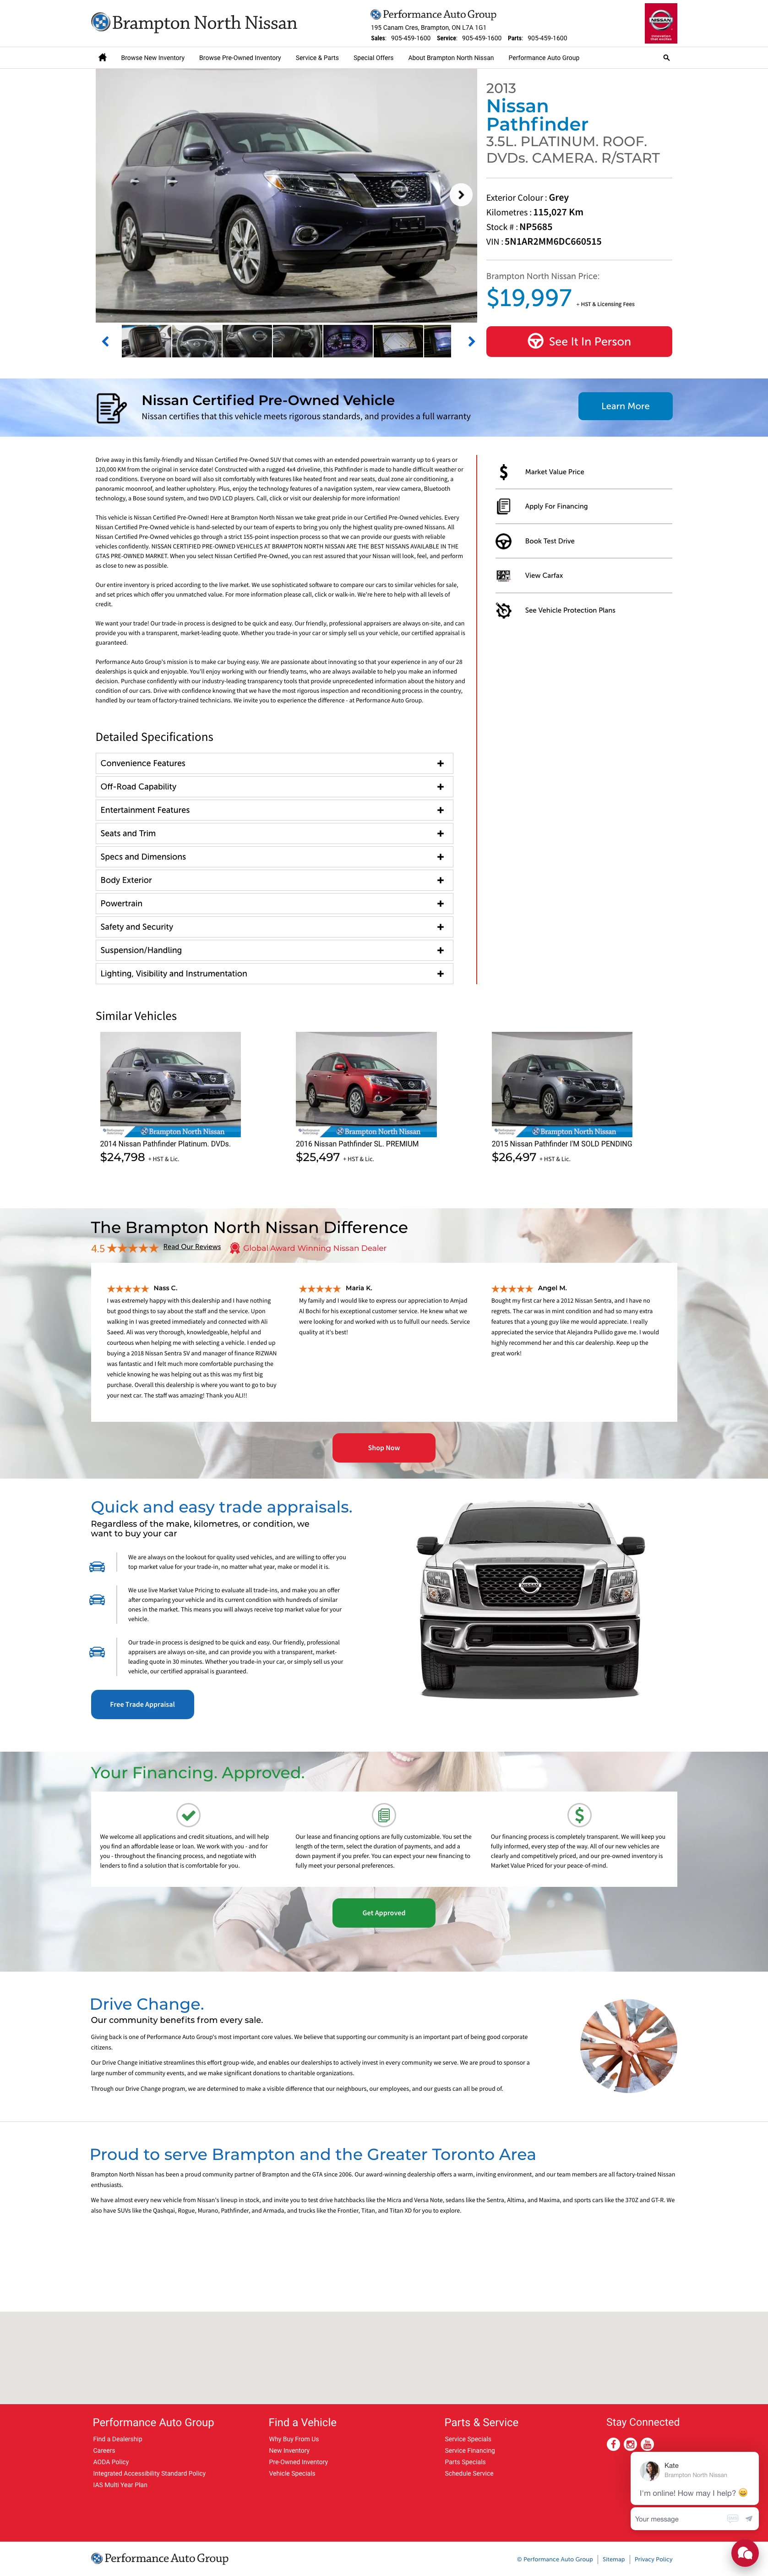 Brampton North Nissan
Performance Auto Group
195 Canam Cres, Brampton, ON L7A 1G1
Sales: 905-459-1600 Service: 905-459-1600 Parts: 905-459-1600
NISSAN
Browse New Inventory Browse Pre-Owned Inventory Service & Parts Special Offers About Brampton North Nissan Performance Auto Group
2013
Nissan
Pathfinder
3.5L. PLATINUM. ROOF.
DVDs. CAMERA. R/START
Exterior Colour : Grey
Kilometres : 115,027 Km
Stock # : NP5685
VIN : 5N1AR2MM6DC660515
Brampton North Nissan Price:
$19,997 + HST & Licensing Fees
See It In Person
Nissan Certified Pre-Owned Vehicle
Nissan certifies that this vehicle meets rigorous standards, and provides a full warranty
Learn More
Drive away in this family-friendly and Nissan Certified Pre-Owned SUV that comes with an extended powertrain warranty up to 6 years or
120,000 KM from the original in service date! Constructed with a rugged 4x4 driveline, this Pathfinder is made to handle difficult weather or
road conditions. Everyone on board will also sit comfortably with features like heated front and rear seats, dual zone air conditioning, a
panoramic moonroof, and leather upholstery. Plus, enjoy the technology features of a navigation system, rear view camera, Bluetooth
technology, a Bose sound system, and two DVD LCD players. Call, click or visit our dealership for more information!
This vehicle is Nissan Certified Pre-Owned! Here at Brampton North Nissan we take great pride in our Certified Pre-Owned vehicles. Every
Nissan Certified Pre-Owned vehicle is hand-selected by our team of experts to bring you only the highest quality pre-owned Nissans. All
Nissan Certified Pre-Owned vehicles go through a strict 155-point inspection process so that we can provide our guests with reliable
vehicles confidently. NISSAN CERTIFIED PRE-OWNED VEHICLES AT BRAMPTON NORTH NISSAN ARE THE BEST NISSANS AVAILABLE IN THE
GTAS PRE-OWNED MARKET. When you select Nissan Certified Pre-Owned, you can rest assured that your Nissan will look, feel, and perform
as close to new as possible.
Our entire inventory is priced according to the live market. We use sophisticated software to compare our cars to similar vehicles for sale,
and set prices which offer you unmatched value. For more information please call, click or walk-in. We're here to help with all levels of
credit.
We want your trade! Our trade-in process is designed to be quick and easy. Our friendly, professional appraisers are always on-site, and can
provide you with a transparent, market-leading quote. Whether you trade-in your car or simply sell us your vehicle, our certified appraisal is
guaranteed.
Performance Auto Group's mission is to make car buying easy. We are passionate about innovating so that your experience in any of our 28
dealerships is quick and enjoyable. You'll enjoy working with our friendly teams, who are always available to help you make an informed
decision. Purchase confidently with our industry-leading transparency tools that provide unprecedented information about the history and
condition of our cars. Drive with confidence knowing that we have the most rigorous inspection and reconditioning process in the country,
handled by our team of factory-trained technicians. We invite you to experience the difference - at Performance Auto Group.
Market Value Price
Apply For Financing
Book Test Drive
View Carfax
See Vehicle Protection Plans
Detailed Specifications
Convenience Features
Off-Road Capability
Entertainment Features
Seats and Trim
Specs and Dimensions
Body Exterior
Powertrain
Safety and Security
Suspension/Handling
Lighting, Visibility and Instrumentation
Similar Vehicles
Brampton North Nissan
2014 Nissan Pathfinder Platinum. DVDs.
$24,798 + HST & Lic.
Brampton North Nissan
2016 Nissan Pathfinder SL. PREMIUM
$25,497 + HST & Lic.
Brampton North Nissan
2015 Nissan Pathfinder I'M SOLD PENDING
$26,497 + HST & Lic.
The Brampton North Nissan Difference
4.5 Read Our Reviews Global Award Winning Nissan Dealer
Nass C.
I was extremely happy with this dealership and I have nothing
but good things to say about the staff and the service. Upon
walking in I was greeted immediately and connected with Ali
Saeed. Ali was very thorough, knowledgeable, helpful and
courteous when helping me with selecting a vehicle. I ended up
buying a 2018 Nissan Sentra SV and manager of finance RIZWAN
was fantastic and I felt much more comfortable purchasing the
vehicle knowing he was helping out as this was my first big
purchase. Overall this dealership is where you want to go to buy
your next car. The staff was amazing! Thank you ALI!!
Maria K.
My family and I would like to express our appreciation to Amjad
Al Bochi for his exceptional customer service. He knew what we
were looking for and worked with us to fulfull our needs. Service
quality at it's best!
Angel M.
Bought my first car here a 2012 Nissan Sentra, and I have no
regrets. The car was in mint condition and had so many extra
features that a young guy like me would appreciate. I really
appreciated the service that Alejandra Pullido gave me. I would
highly recommend her and this car dealership. Keep up the
great work!
Shop Now
Quick and easy trade appraisals.
Regardless of the make, kilometres, or condition, we
want to buy your car
We are always on the lookout for quality used vehicles, and are willing to offer you
top market value for your trade-in, no matter what year, make or model it is.
We use live Market Value Pricing to evaluate all trade-ins, and make you an offer
after comparing your vehicle and its current condition with hundreds of similar
ones in the market. This means you will always receive top market value for your
vehicle.
Our trade-in process is designed to be quick and easy. Our friendly, professional
appraisers are always on-site, and can provide you with a transparent, market-
leading quote in 30 minutes. Whether you trade-in your car, or simply sell us your
vehicle, our certified appraisal is guaranteed.
Free Trade Appraisal
NISSAN
Your Financing. Approved.
We welcome all applications and credit situations, and will help
you find an affordable lease or loan. We work with you - and for
you - throughout the financing process, and negotiate with
lenders to find a solution that is comfortable for you.
Our lease and financing options are fully customizable. You set the
length of the term, select the duration of payments, and add a
down payment if you prefer. You can expect your new financing to
fully meet your personal preferences.
Our financing process is completely transparent. We will keep you
fully informed, every step of the way. All of our new vehicles are
clearly and competitively priced, and our pre-owned inventory is
Market Value Priced for your peace-of-mind.
Get Approved
Drive Change.
Our community benefits from every sale.
Giving back is one of Performance Auto Group's most important core values. We believe that supporting our community is an important part of being good corporate
citizens.
Our Drive Change initiative streamlines this effort group-wide, and enables our dealerships to actively invest in every community we serve. We are proud to sponsor a
large number of community events, and we make significant donations to charitable organizations.
Through our Drive Change program, we are determined to make a visible difference that our neighbours, our employees, and our guests can all be proud of.
Proud to serve Brampton and the Greater Toronto Area
Brampton North Nissan has been a proud community partner of Brampton and the GTA since 2006. Our award-winning dealership offers a warm, inviting environment, and our team members are all factory-trained Nissan
enthusiasts.
We have almost every new vehicle from Nissan's lineup in stock, and invite you to test drive hatchbacks like the Micra and Versa Note, sedans like the Sentra, Altima, and Maxima, and sports cars like the 370Z and GT-R. We
also have SUVs like the Qashqai, Rogue, Murano, Pathfinder, and Armada, and trucks like the Frontier, Titan, and Titan XD for you to explore.
Performance Auto Group
Find a Dealership
Careers
AODA Policy
Integrated Accessibility Standard Policy
IAS Multi Year Plan
Find a Vehicle
Why Buy From Us
New Inventory
Pre-Owned Inventory
Vehicle Specials
Parts & Service
Service Specials
Service Financing
Parts Specials
Schedule Service
Stay Connected
Kate
Brampton North Nissan
I'm online! How may I help? 😀
Your message
Performance Auto Group
© Performance Auto Group | Sitemap | Privacy Policy